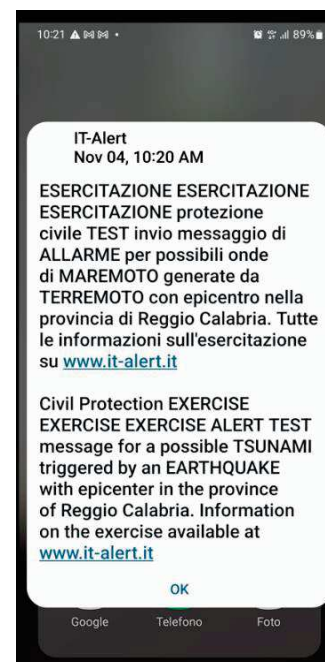 10:21
89%
IT-Alert
Nov 04, 10:20 AM
ESERCITAZIONE ESERCITAZIONE
ESERCITAZIONE protezione
civile TEST invio messaggio di
ALLARME per possibili onde
di MAREMOTO generate da
TERREMOTO con epicentro nella
provincia di Reggio Calabria. Tutte
le informazioni sull'esercitazione
su www.it-alert.it
Civil Protection EXERCISE
EXERCISE EXERCISE ALERT TEST
message for a possible TSUNAMI
triggered by an EARTHQUAKE
with epicenter in the province
of Reggio Calabria. Information
on the exercise available at
www.it-alert.it
OK
Google Telefono Foto